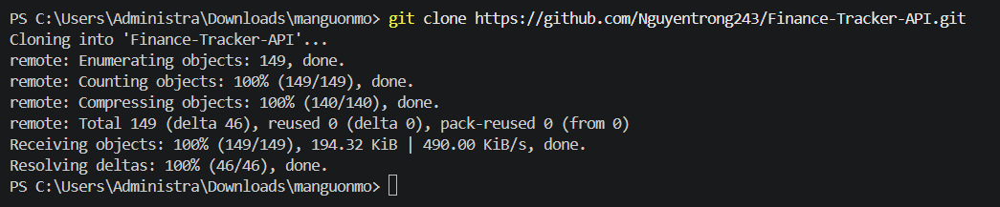 PS C:\Users\Administra\Downloads\manguonmo> git clone https://github.com/Nguyentrong243/Finance-Tracker-API.git
Cloning into 'Finance-Tracker-API'...
remote: Enumerating objects: 149, done.
remote: Counting objects: 100% (149/149), done.
remote: Compressing objects: 100% (140/140), done.
remote: Total 149 (delta 46), reused 0 (delta 0), pack-reused 0 (from 0)
Receiving objects: 100% (149/149), 194.32 KiB | 490.00 KiB/s, done.
Resolving deltas: 100% (46/46), done.
PS C:\Users\Administra\Downloads\manguonmo>